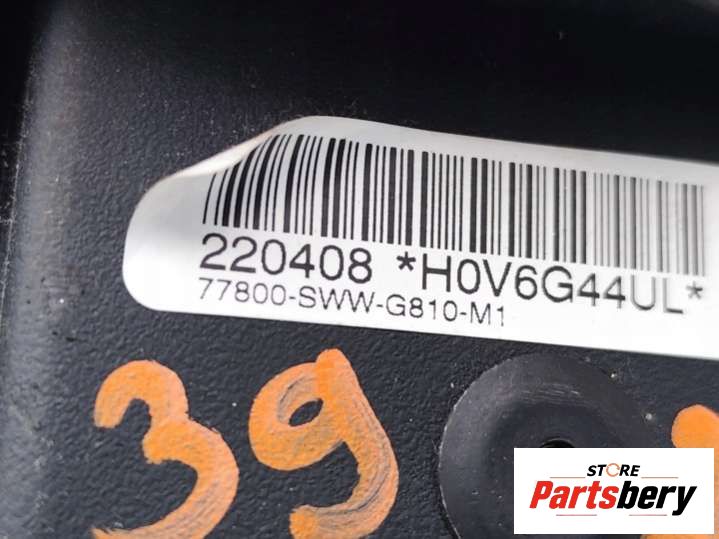 220408 *H0V6G44UL*
77800-SWW-G810-M1
39
STORE
Partsbery